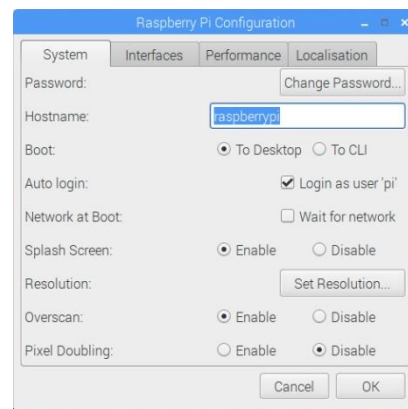 Raspberry Pi Configuration
System Interfaces Performance Localisation
Password: Change Password...
Hostname: raspberrypi
Boot: To Desktop To CLI
Auto login: Login as user 'pi'
Network at Boot: Wait for network
Splash Screen: Enable Disable
Resolution: Set Resolution...
Overscan: Enable Disable
Pixel Doubling: Enable Disable
Cancel OK